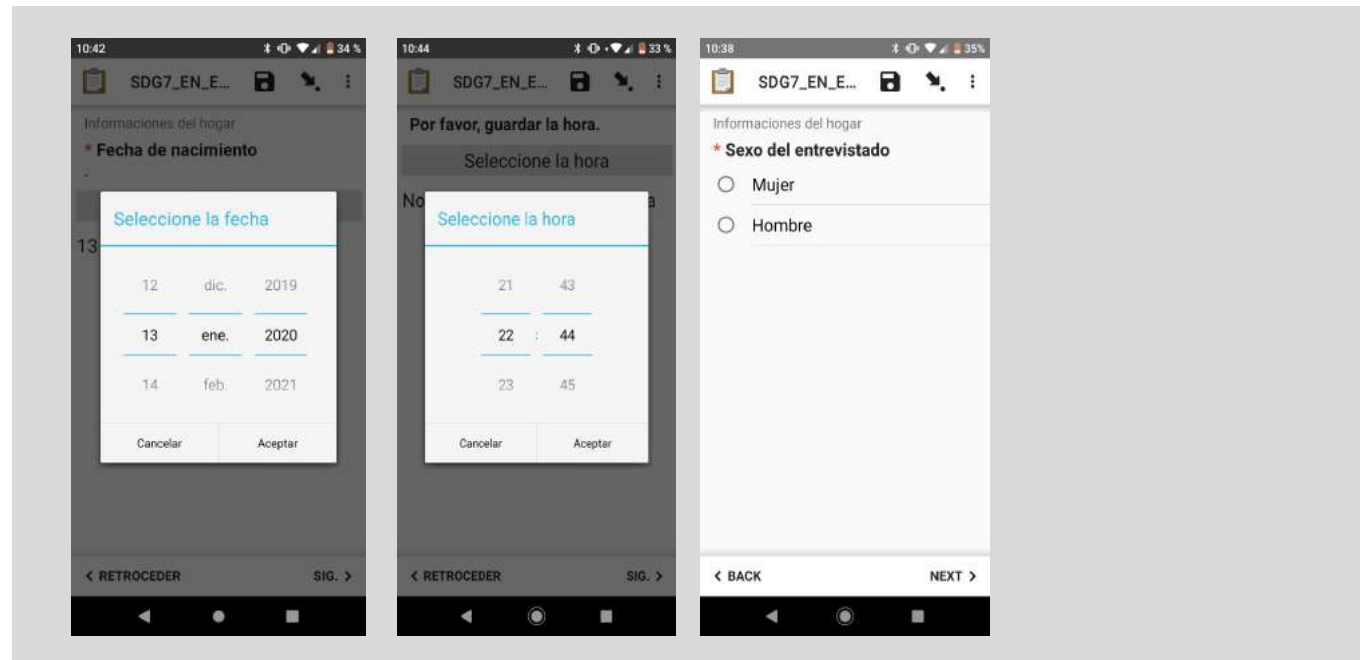 10:42
34 %
SDG7_EN_E...
Informaciones del hogar
* Fecha de nacimiento
-
Seleccione la fecha
13
12 dic. 2019
13 ene. 2020
14 feb. 2021
Cancelar Aceptar
< RETROCEDER SIG. >
10:44
33 %
SDG7_EN_E...
Por favor, guardar la hora.
Seleccione la hora
No
a
Seleccione la hora
21 43
22 : 44
23 45
Cancelar Aceptar
< RETROCEDER SIG. >
10:38
35%
SDG7_EN_E...
Informaciones del hogar
* Sexo del entrevistado
Mujer
Hombre
< BACK NEXT >